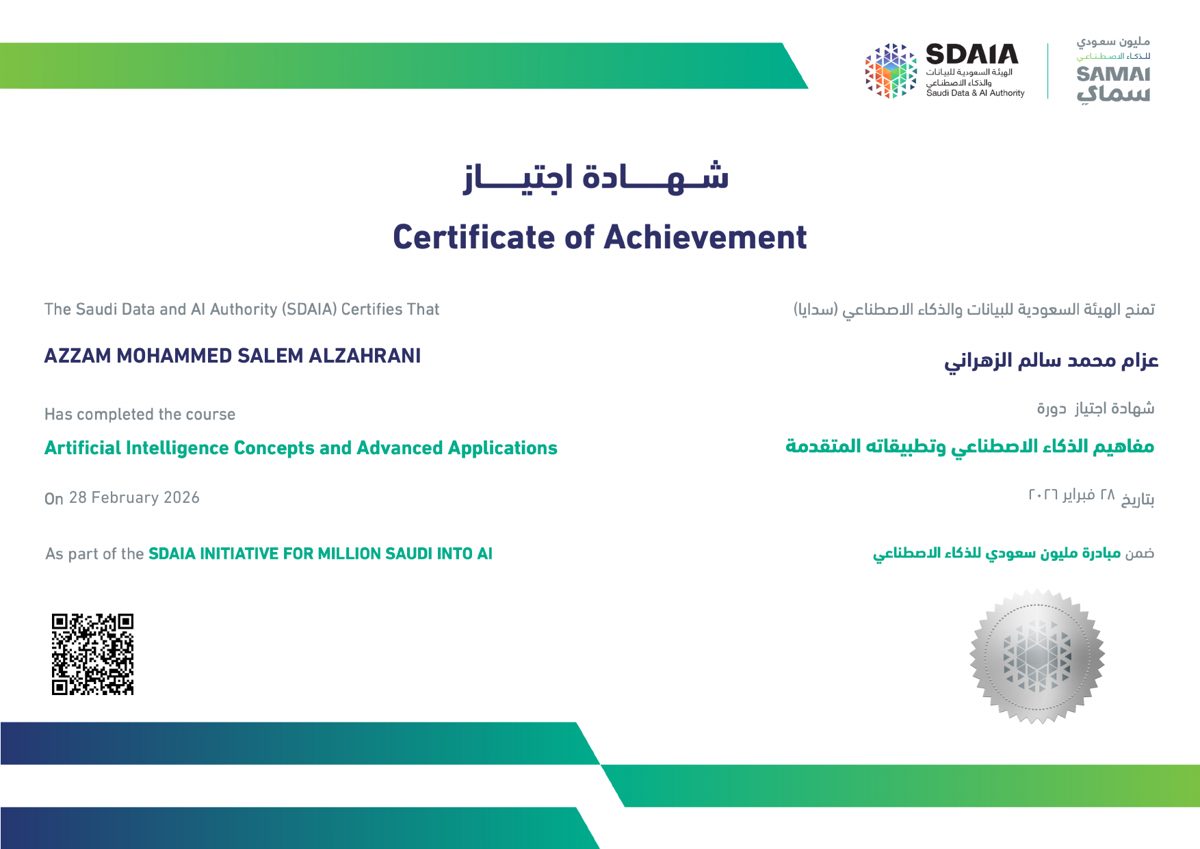 SDAIA
الهيئة السعودية للبيانات
والذكاء الاصطناعي
Saudi Data & AI Authority
مليون سعودي
للذكاء الاصطناعي
SAMAI
سماي
شهادة اجتياز
Certificate of Achievement
The Saudi Data and AI Authority (SDAIA) Certifies That
تمنح الهيئة السعودية للبيانات والذكاء الاصطناعي (سدايا)
AZZAM MOHAMMED SALEM ALZAHRANI
عزام محمد سالم الزهراني
Has completed the course
شهادة اجتياز دورة
Artificial Intelligence Concepts and Advanced Applications
مفاهيم الذكاء الاصطناعي وتطبيقاته المتقدمة
On 28 February 2026
بتاريخ ٢٨ فبراير ٢٠٢٦
As part of the SDAIA INITIATIVE FOR MILLION SAUDI INTO AI
ضمن مبادرة مليون سعودي للذكاء الاصطناعي